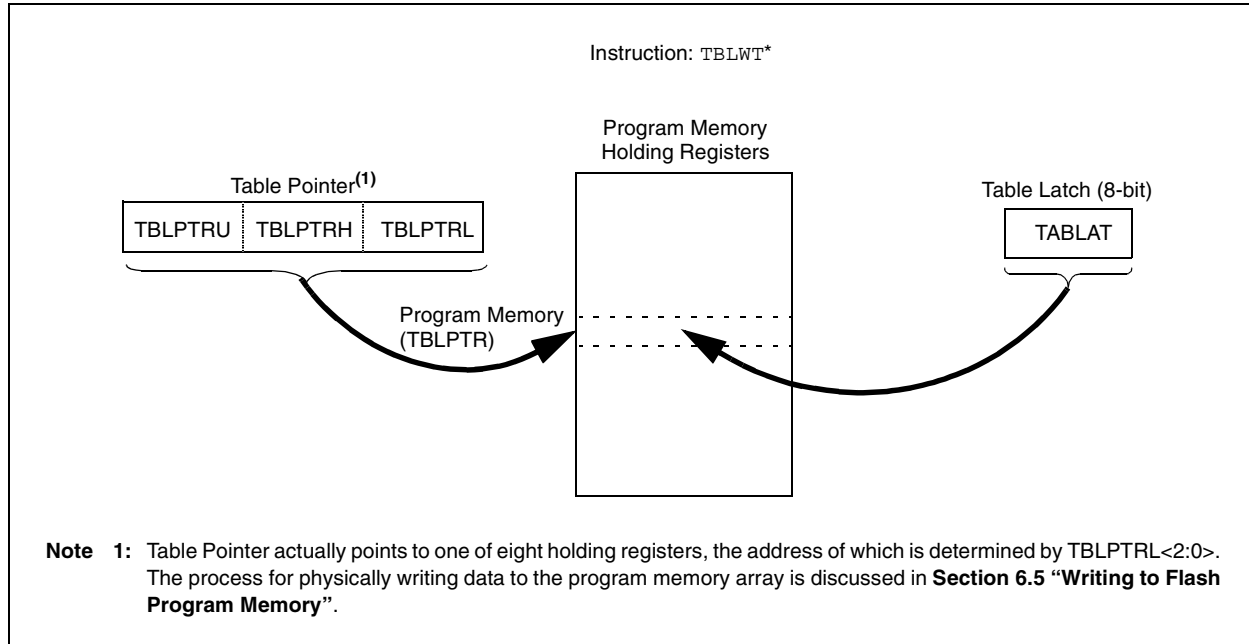 Instruction: TBLWT*
Program Memory
Holding Registers
Table Pointer(1)
Table Latch (8-bit)
TBLPTRU TBLPTRH TBLPTRL
TABLAT
Program Memory
(TBLPTR)
Note 1: Table Pointer actually points to one of eight holding registers, the address of which is determined by TBLPTRL<2:0>.
The process for physically writing data to the program memory array is discussed in Section 6.5 “Writing to Flash
Program Memory”.